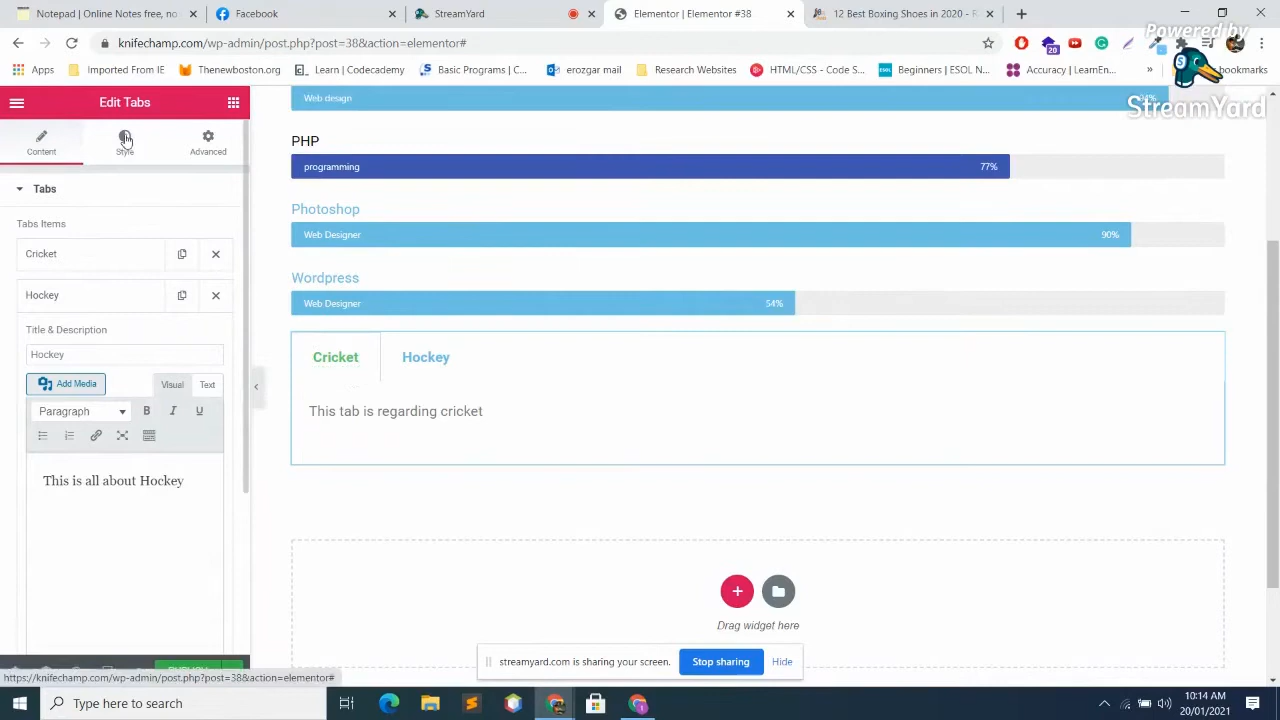 Notepad | Online Notes free, no
Facebook
StreamYard
Elementor | Elementor #38
12 Best Boxing Shoes in 2020 - R
Powered by
StreamYard
knifechamp.com/wp-admin/post.php?post=38&action=elementor#
20
Apps
Imported From IE
Thenewboston.org
Learn | Codecademy
Basic Programs | C...
erozgar mail
Research Websites
HTML/CSS - Code S...
Beginners | ESOL N...
Accuracy | LearnEn...
»
bookmarks
Edit Tabs
Content
Style
Advanced
Tabs
Tabs Items
Cricket
Hockey
Title & Description
Hockey
Add Media
Visual
Text
Paragraph
B
I
U
This is all about Hockey
Web design
PHP
programming
77%
Photoshop
Web Designer
90%
Wordpress
Web Designer
54%
Cricket
Hockey
This tab is regarding cricket
Drag widget here
streamyard.com is sharing your screen.
Stop sharing
Hide
https://knifechamp.com/wp-admin/post.php?post=38&action=elementor#
Type here to search
10:14 AM
20/01/2021